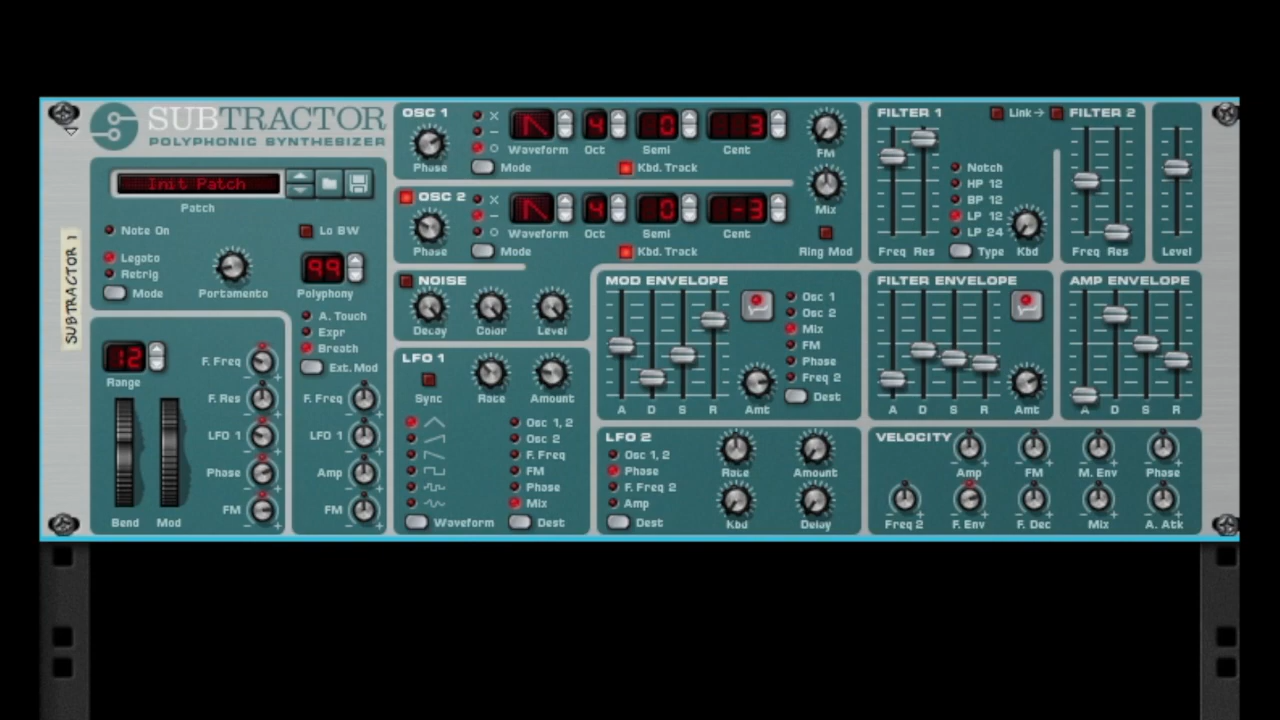 SUBTRACTOR
POLYPHONIC SYNTHESIZER
Init Patch
Patch
Note On
Lo BW
Legato
Retrig
Mode
Portamento
99
Polyphony
SUBTRACTOR 1
12
Range
Bend
Mod
F. Freq
F. Res
LFO 1
Phase
FM
A. Touch
Expr
Breath
Ext. Mod
F. Freq
LFO 1
Amp
FM
OSC 1
Phase
Mode
Waveform
4
Oct
0
Semi
3
Cent
Kbd. Track
FM
OSC 2
Phase
Mode
Waveform
4
Oct
0
Semi
-3
Cent
Kbd. Track
Mix
Ring Mod
NOISE
Decay
Color
Level
LFO 1
Sync
Rate
Amount
Osc 1, 2
Osc 2
F. Freq
FM
Phase
Mix
Waveform
Dest
MOD ENVELOPE
A D S R
Amt
Osc 1
Osc 2
Mix
FM
Phase
Freq 2
Dest
LFO 2
Osc 1, 2
Phase
F. Freq 2
Amp
Dest
Rate
Amount
Kbd
Delay
FILTER 1
Link
FILTER 2
Freq Res
Notch
HP 12
BP 12
LP 12
LP 24
Type
Kbd
Freq Res
Level
FILTER ENVELOPE
A D S R
Amt
AMP ENVELOPE
A D S R
VELOCITY
Amp
FM
M. Env
Phase
Freq 2
F. Env
F. Dec
Mix
A. Atk